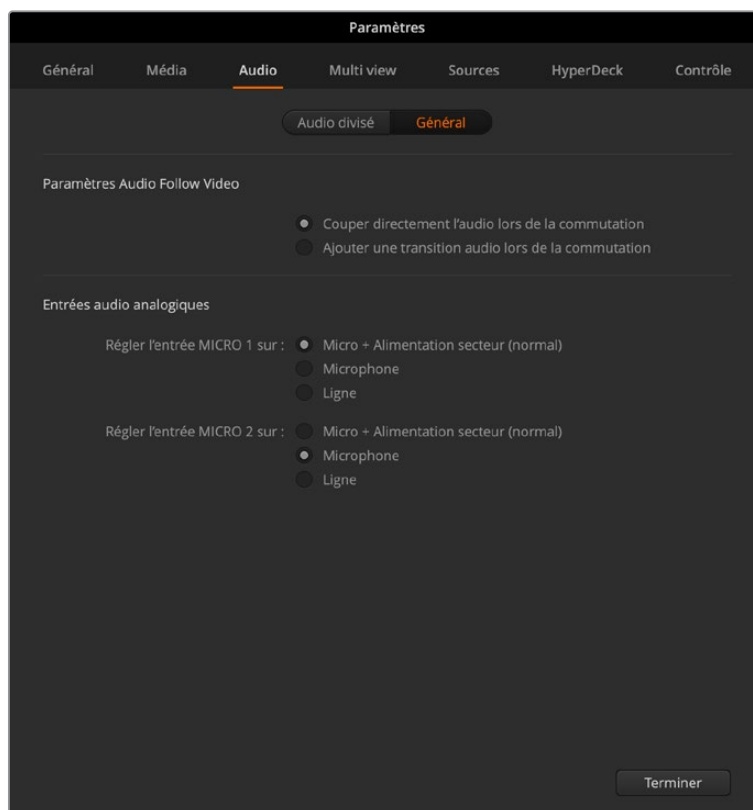 Paramètres
Général Média Audio Multi view Sources HyperDeck Contrôle
Audio divisé Général
Paramètres Audio Follow Video
Couper directement l'audio lors de la commutation
Ajouter une transition audio lors de la commutation
Entrées audio analogiques
Régler l'entrée MICRO 1 sur : Micro + Alimentation secteur (normal)
Microphone
Ligne
Régler l'entrée MICRO 2 sur : Micro + Alimentation secteur (normal)
Microphone
Ligne
Terminer